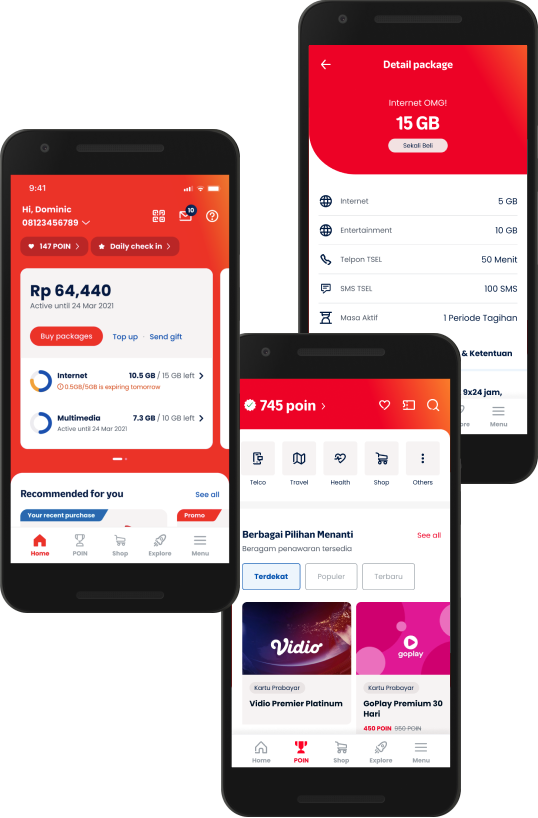 Detail package
Internet OMG!
15 GB
Sekali Beli
Internet 5 GB
Entertainment 10 GB
Telpon TSEL 50 Menit
SMS TSEL 100 SMS
Masa Aktif 1 Periode Tagihan
& Ketentuan
9x24 jam,
Menu
9:41
Hi, Dominic
08123456789
10
147 POIN
Daily check in
Rp 64,440
Active until 24 Mar 2021
Buy packages Top up · Send gift
Internet 10.5 GB / 15 GB left
0.5GB/5GB is expiring tomorrow
Multimedia 7.3 GB / 10 GB left
Active until 24 Mar 2021
Recommended for you See all
Your recent purchase Promo
Home POIN Shop Explore Menu
745 poin
Telco Travel Health Shop Others
Berbagai Pilihan Menanti See all
Beragam penawaran tersedia
Terdekat Populer Terbaru
Vidio goplay
Kartu Prabayar Kartu Prabayar
Vidio Premier Platinum GoPlay Premium 30
Hari
450 POIN 950 POIN
Home POIN Shop Explore Menu